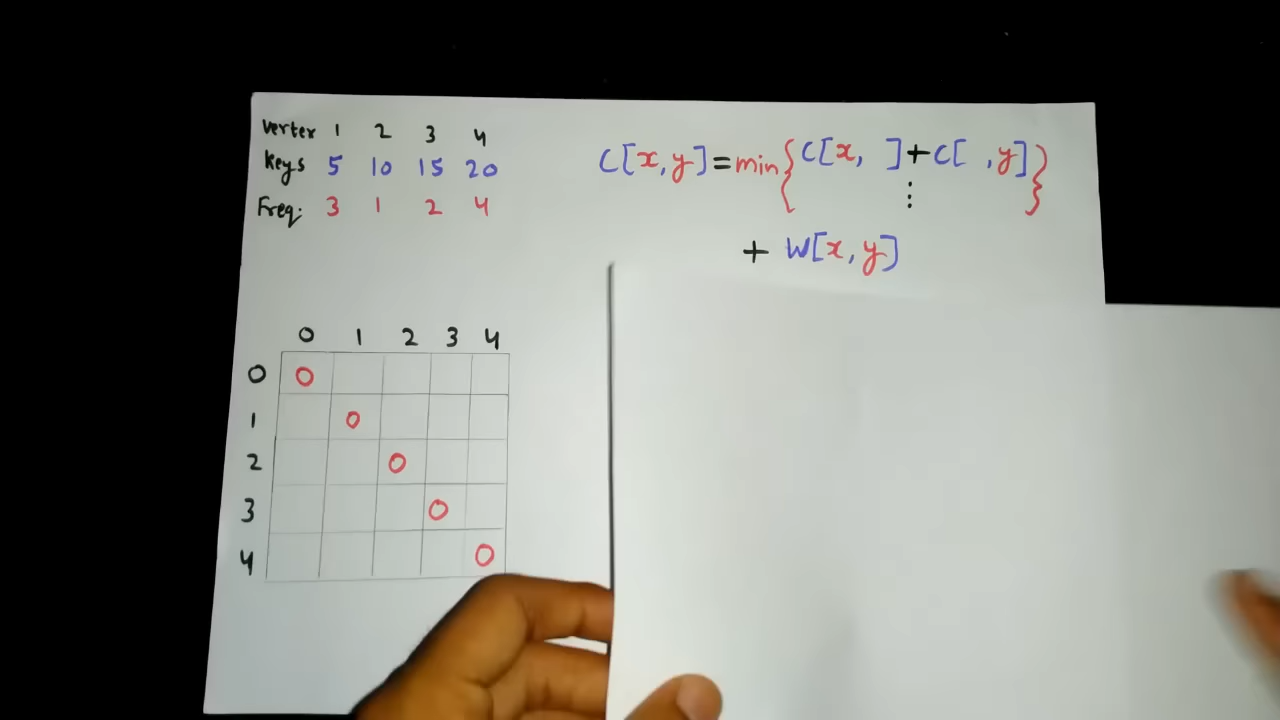 Vertex 1 2 3 4
Keys 5 10 15 20
Freq. 3 1 2 4
C[x,y]=min{C[x, ]+C[ ,y]}
⋮
+ W[x,y]
0 1 2 3 4
0 0
1 0
2 0
3 0
4 0